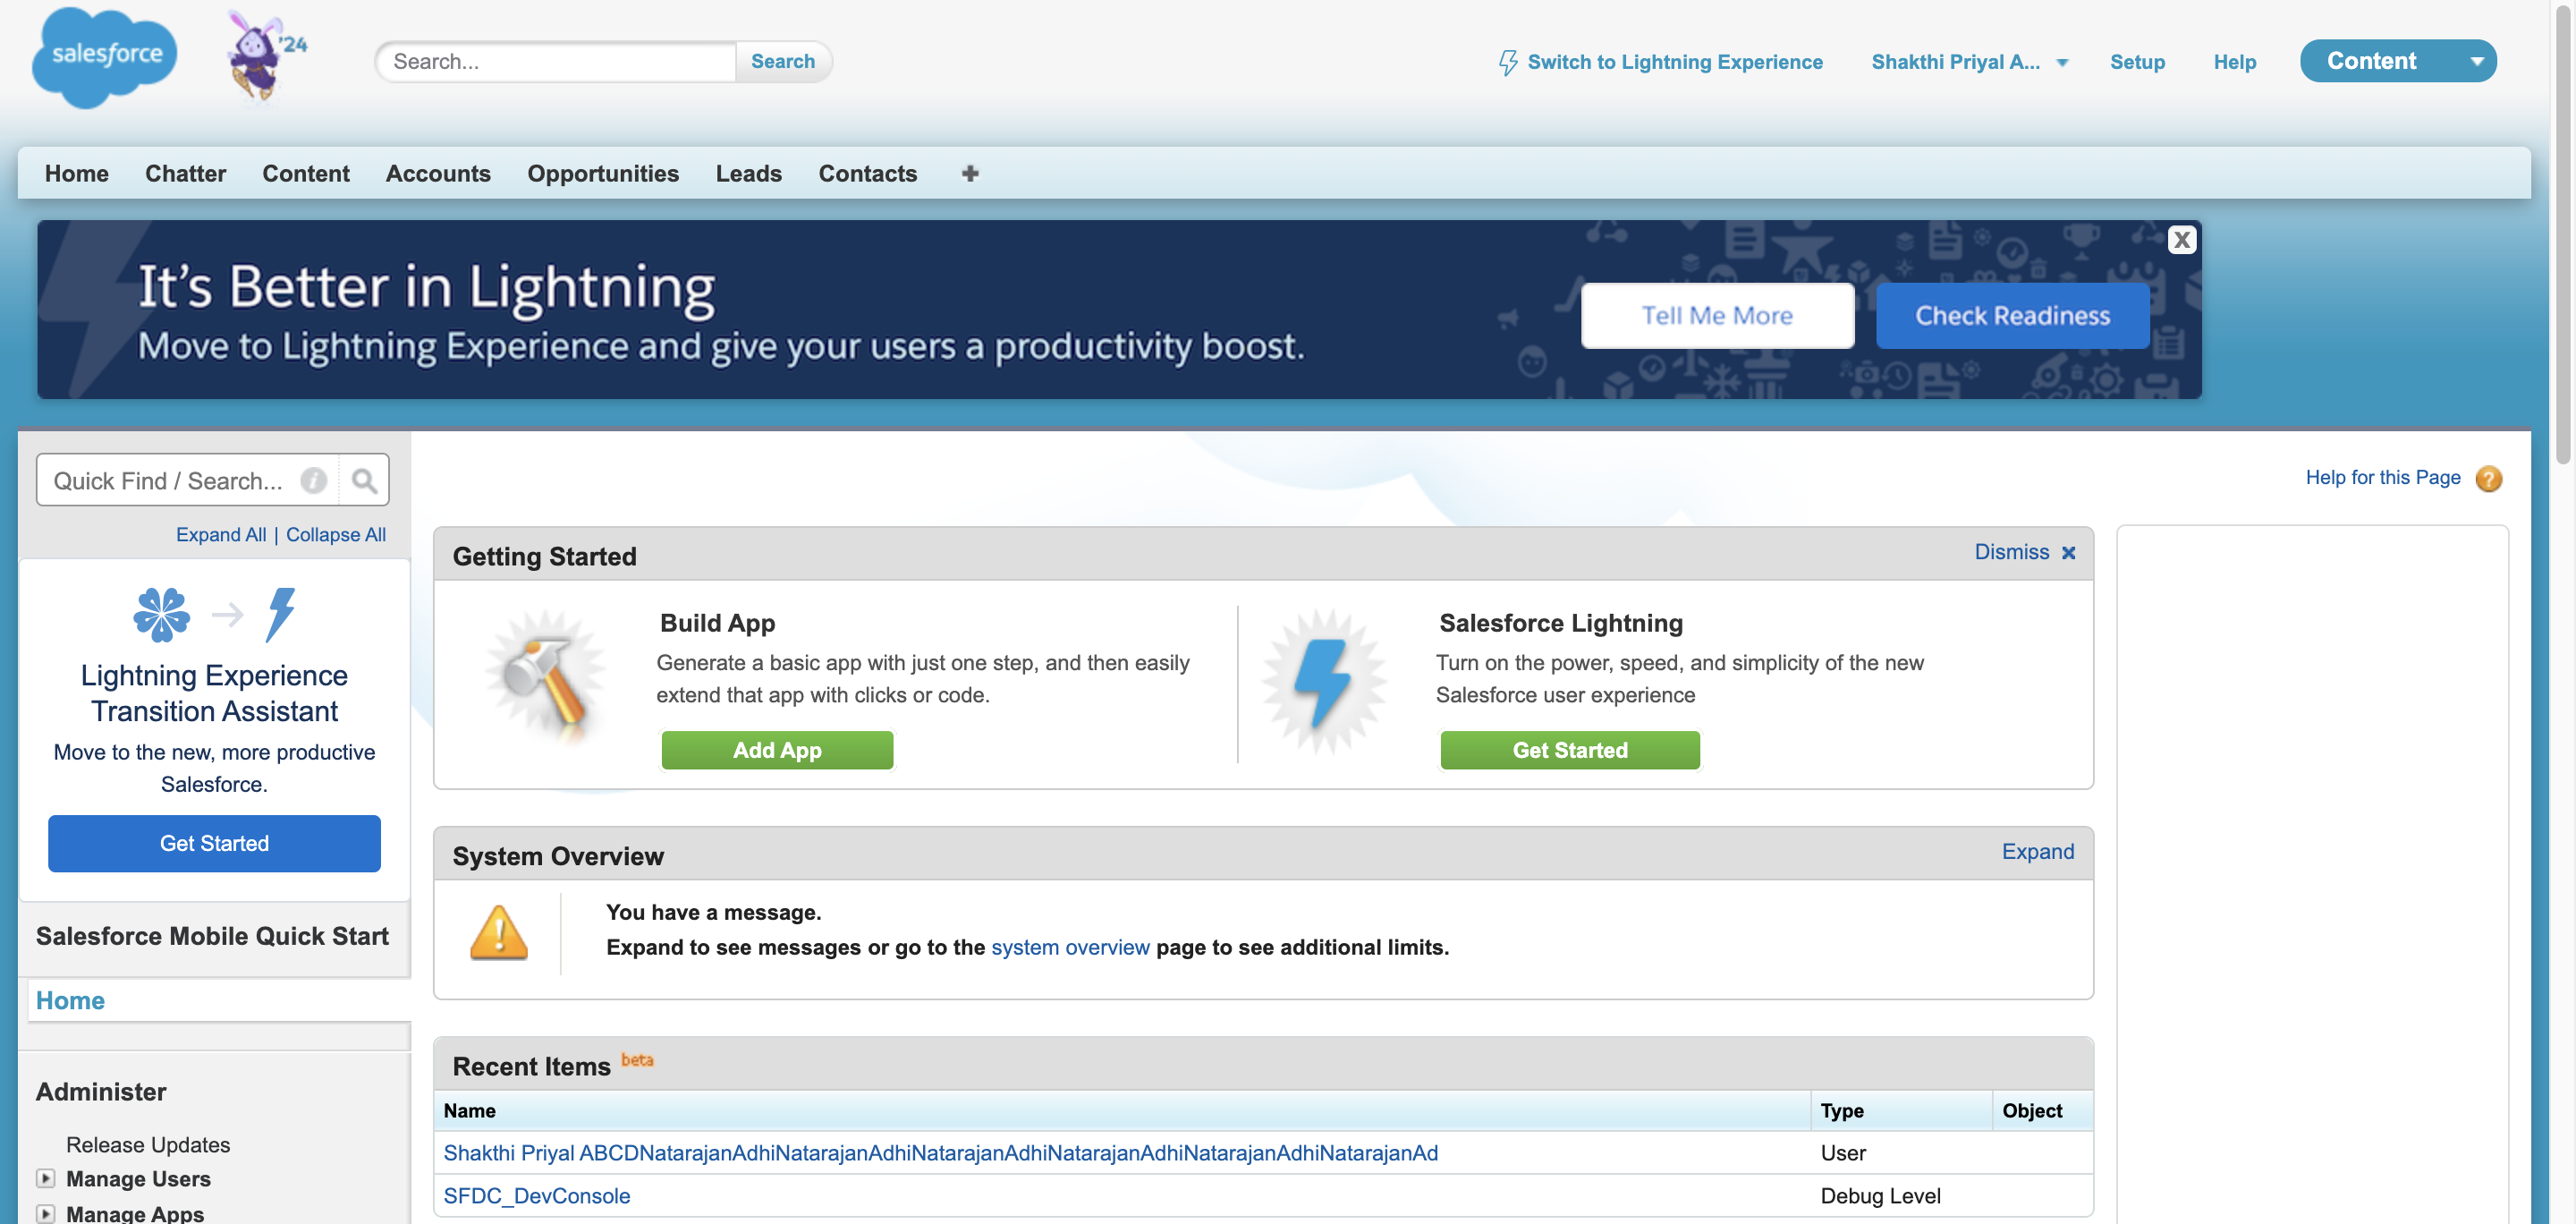 salesforce
'24
Search...
Search
Switch to Lightning Experience
Shakthi Priyal A...
Setup
Help
Content
Home
Chatter
Content
Accounts
Opportunities
Leads
Contacts
It's Better in Lightning
Move to Lightning Experience and give your users a productivity boost.
Tell Me More
Check Readiness
X
Quick Find / Search...
Expand All | Collapse All
Lightning Experience
Transition Assistant
Move to the new, more productive
Salesforce.
Get Started
Salesforce Mobile Quick Start
Home
Administer
Release Updates
Manage Users
Manage Apps
Help for this Page
Getting Started
Dismiss
Build App
Generate a basic app with just one step, and then easily
extend that app with clicks or code.
Add App
Salesforce Lightning
Turn on the power, speed, and simplicity of the new
Salesforce user experience
Get Started
System Overview
Expand
You have a message.
Expand to see messages or go to the system overview page to see additional limits.
Recent Items beta
Name Type Object
Shakthi Priyal ABCDNatarajanAdhiNatarajanAdhiNatarajanAdhiNatarajanAdhiNatarajanAdhiNatarajanAd User
SFDC_DevConsole Debug Level